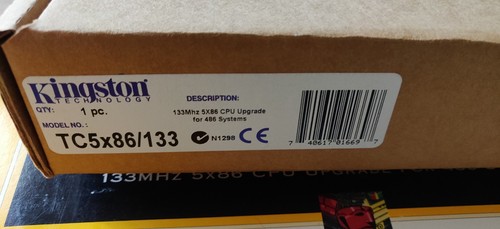 Kingston
TECHNOLOGY
QTY: 1 pc.
MODEL NO.:
TC5x86/133
DESCRIPTION:
133Mhz 5X86 CPU Upgrade
for 486 Systems
N1298 CE
7 40617 01669 7
133MHz 5x86 CPU UPGRADE FOR